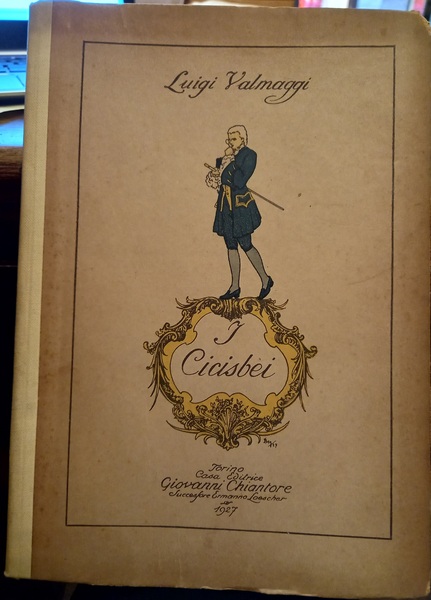 Luigi Valmaggi
I
Cicisbei
Torino
Casa Editrice
Giovanni Chiantore
Successore Ermanno Loescher
1927